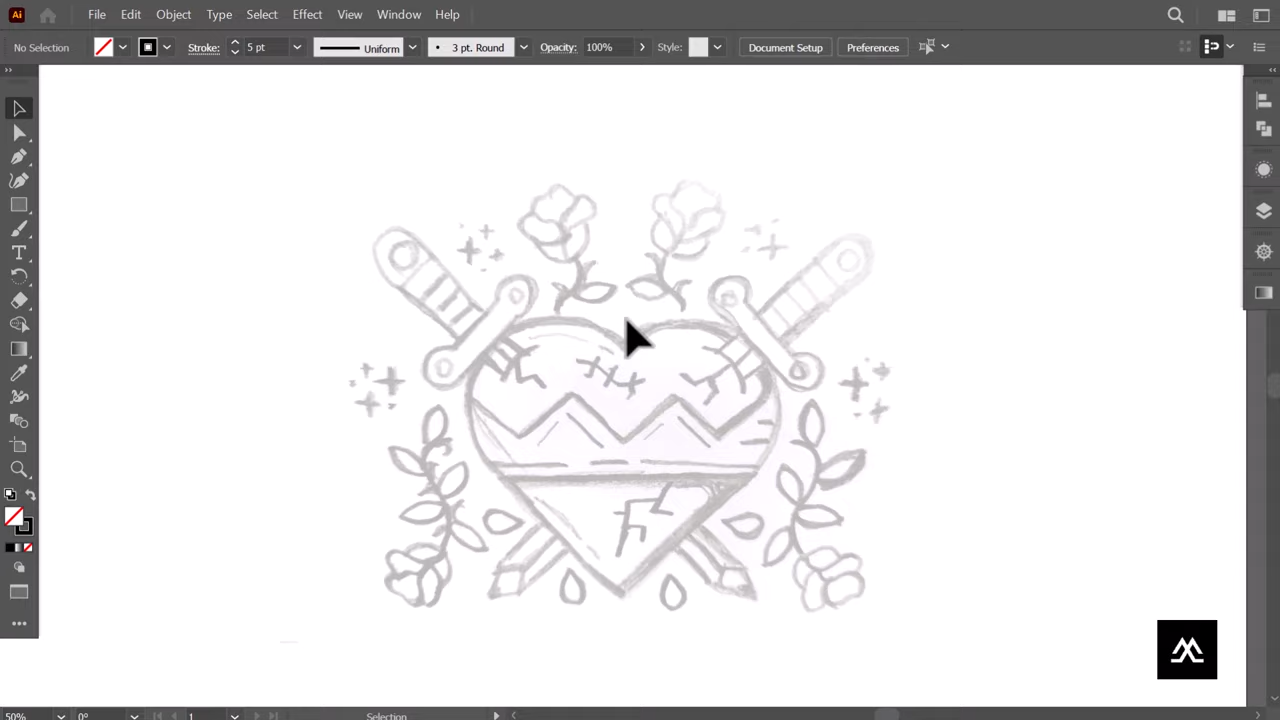 Ai File Edit Object Type Select Effect View Window Help
No Selection Stroke: 5 pt Uniform 3 pt. Round Opacity: 100% Style: Document Setup Preferences
50% 0° 1 Selection